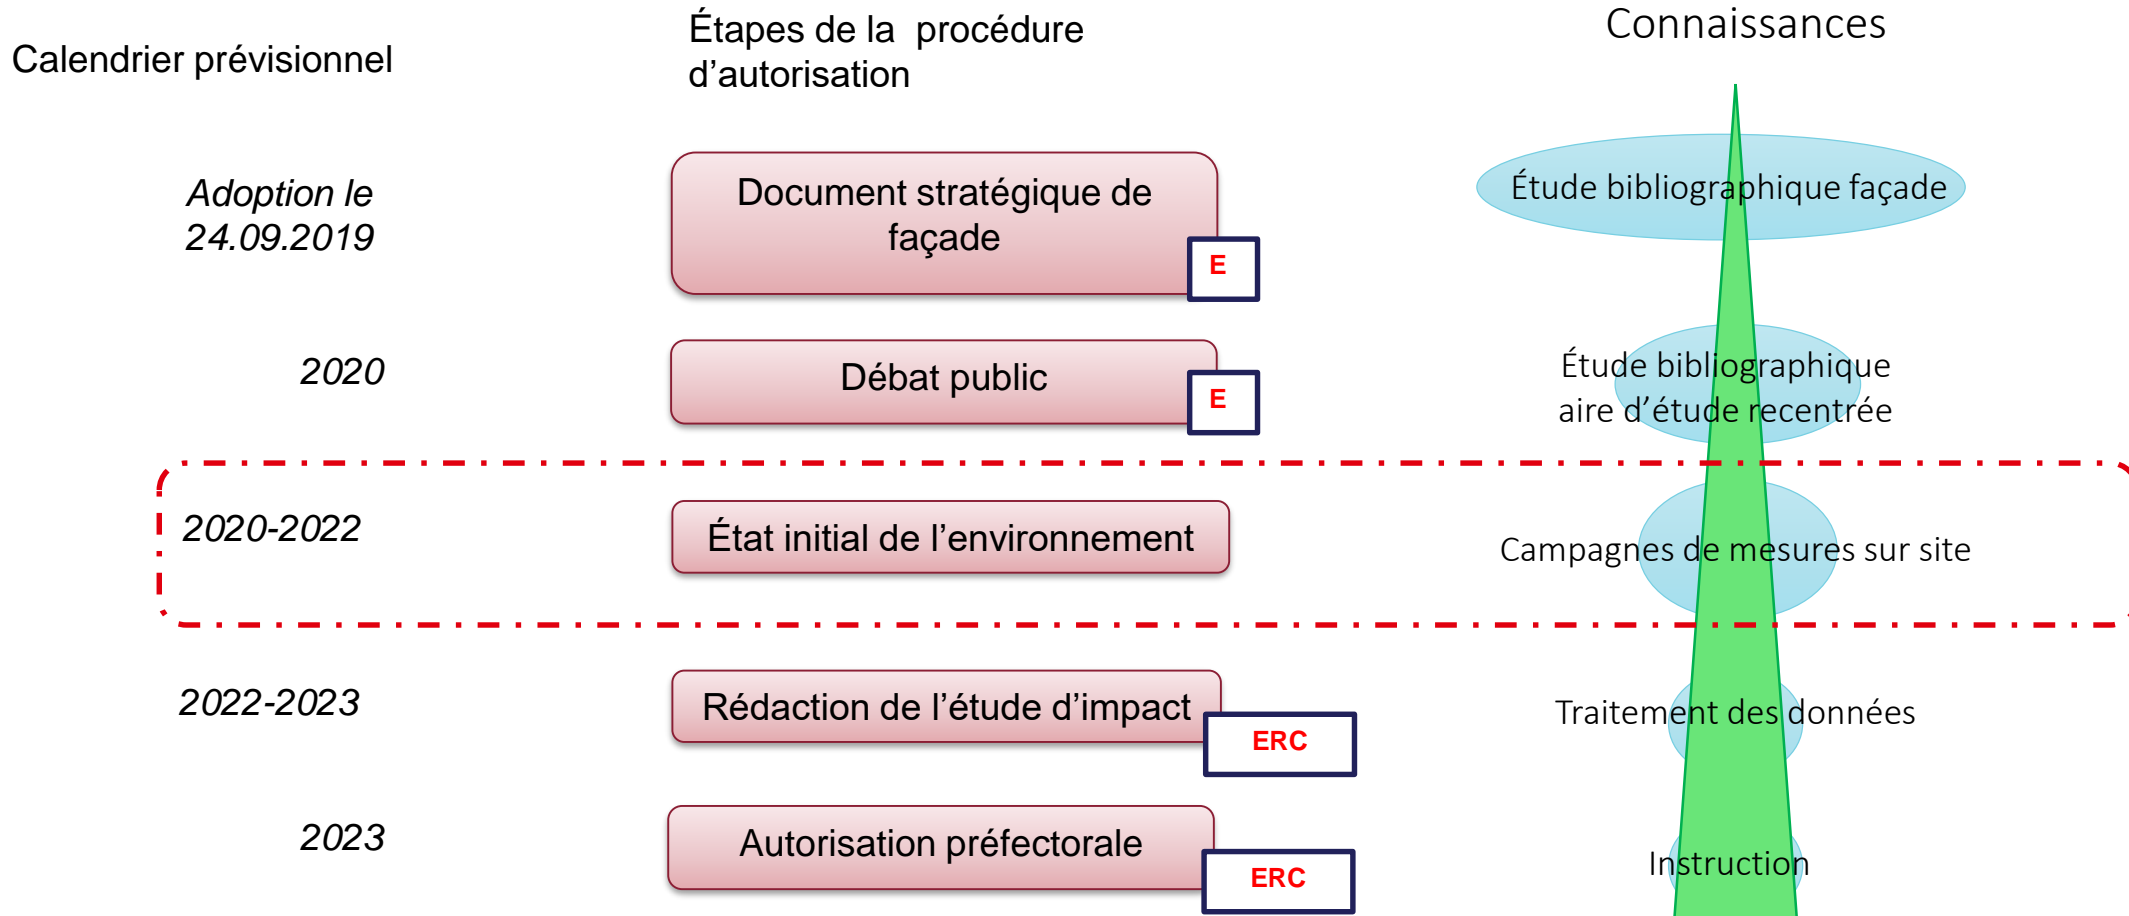 Calendrier prévisionnel
Étapes de la procédure
d’autorisation
Connaissances
Adoption le
24.09.2019
Document stratégique de
façade
E
Étude bibliographique façade
2020
Débat public
E
Étude bibliographique
aire d’étude recentrée
2020-2022
État initial de l’environnement
Campagnes de mesures sur site
2022-2023
Rédaction de l’étude d’impact
ERC
Traitement des données
2023
Autorisation préfectorale
ERC
Instruction